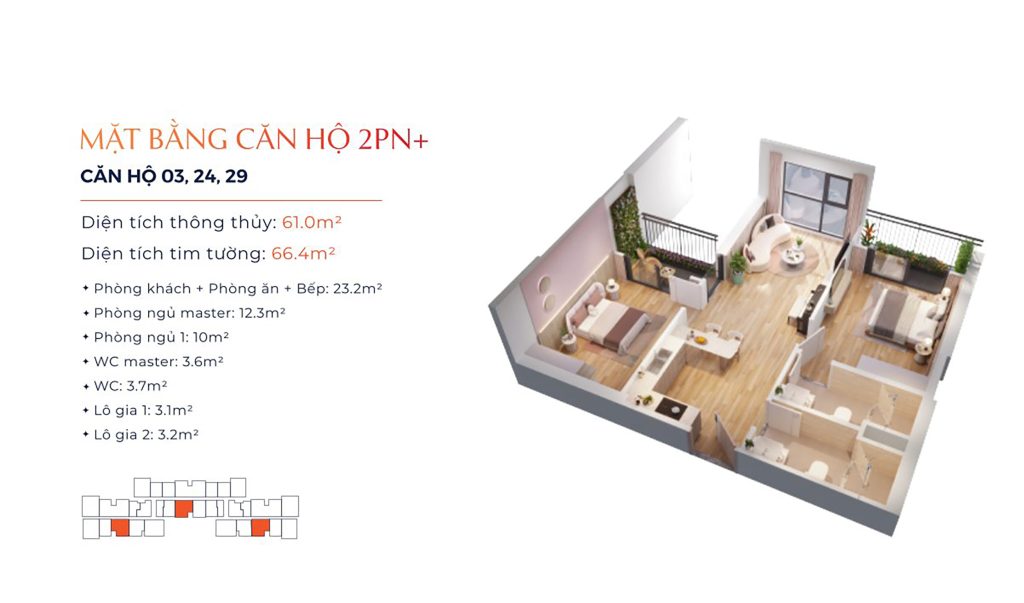 MẶT BẰNG CĂN HỘ 2PN+
CĂN HỘ 03, 24, 29
Diện tích thông thủy: 61.0m²
Diện tích tim tường: 66.4m²
✦ Phòng khách + Phòng ăn + Bếp: 23.2m²
✦ Phòng ngủ master: 12.3m²
✦ Phòng ngủ 1: 10m²
✦ WC master: 3.6m²
✦ WC: 3.7m²
✦ Lô gia 1: 3.1m²
✦ Lô gia 2: 3.2m²